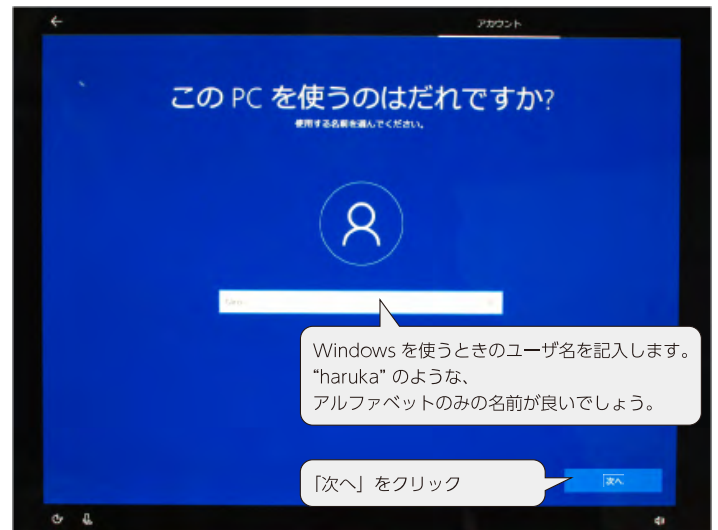 アカウント
この PC を使うのはだれですか?
使用する名前を選んでください。
Windows を使うときのユーザ名を記入します。
“haruka” のような、
アルファベットのみの名前が良いでしょう。
「次へ」をクリック
次へ